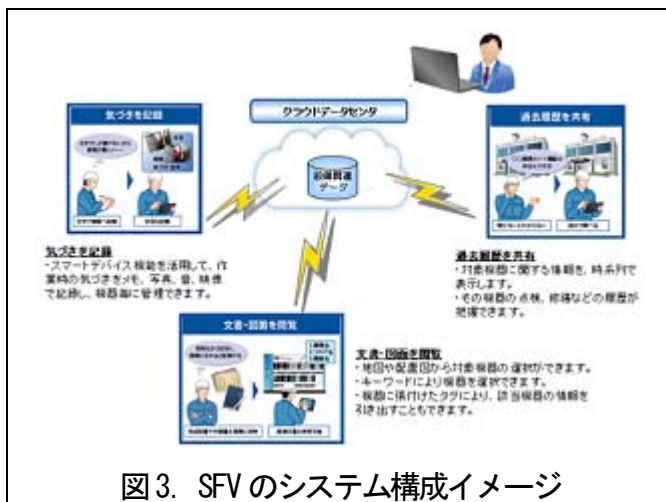 クラウドデータセンタ
設備関連
データ
気づきを記録
過去履歴を共有
気づきを記録
・スマートデバイス機能を活用して、作
業時の気づきをメモ、写真、音、映像
で記録し、機器毎に管理できます。
過去履歴を共有
・対象機器に関する情報を、時系列で
表示します。
・その機器の点検、修繕などの履歴が
把握できます。
文書・図面を閲覧
文書・図面を閲覧
・地図や配置図から対象機器の選択ができます。
・キーワードにより機器を選択できます。
・機器に張付けたタグにより、該当機器の情報を
引き出すこともできます。
図3. SFVのシステム構成イメージ